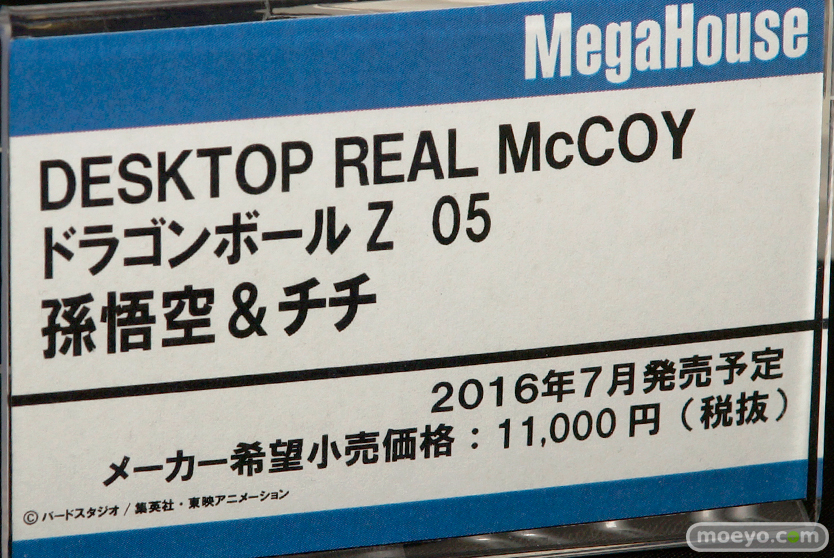 MegaHouse
DESKTOP REAL McCOY
ドラゴンボールZ 05
孫悟空&チチ
2016年7月発売予定
メーカー希望小売価格：11,000円（税抜）
©バードスタジオ/集英社・東映アニメーション
moeyo.com